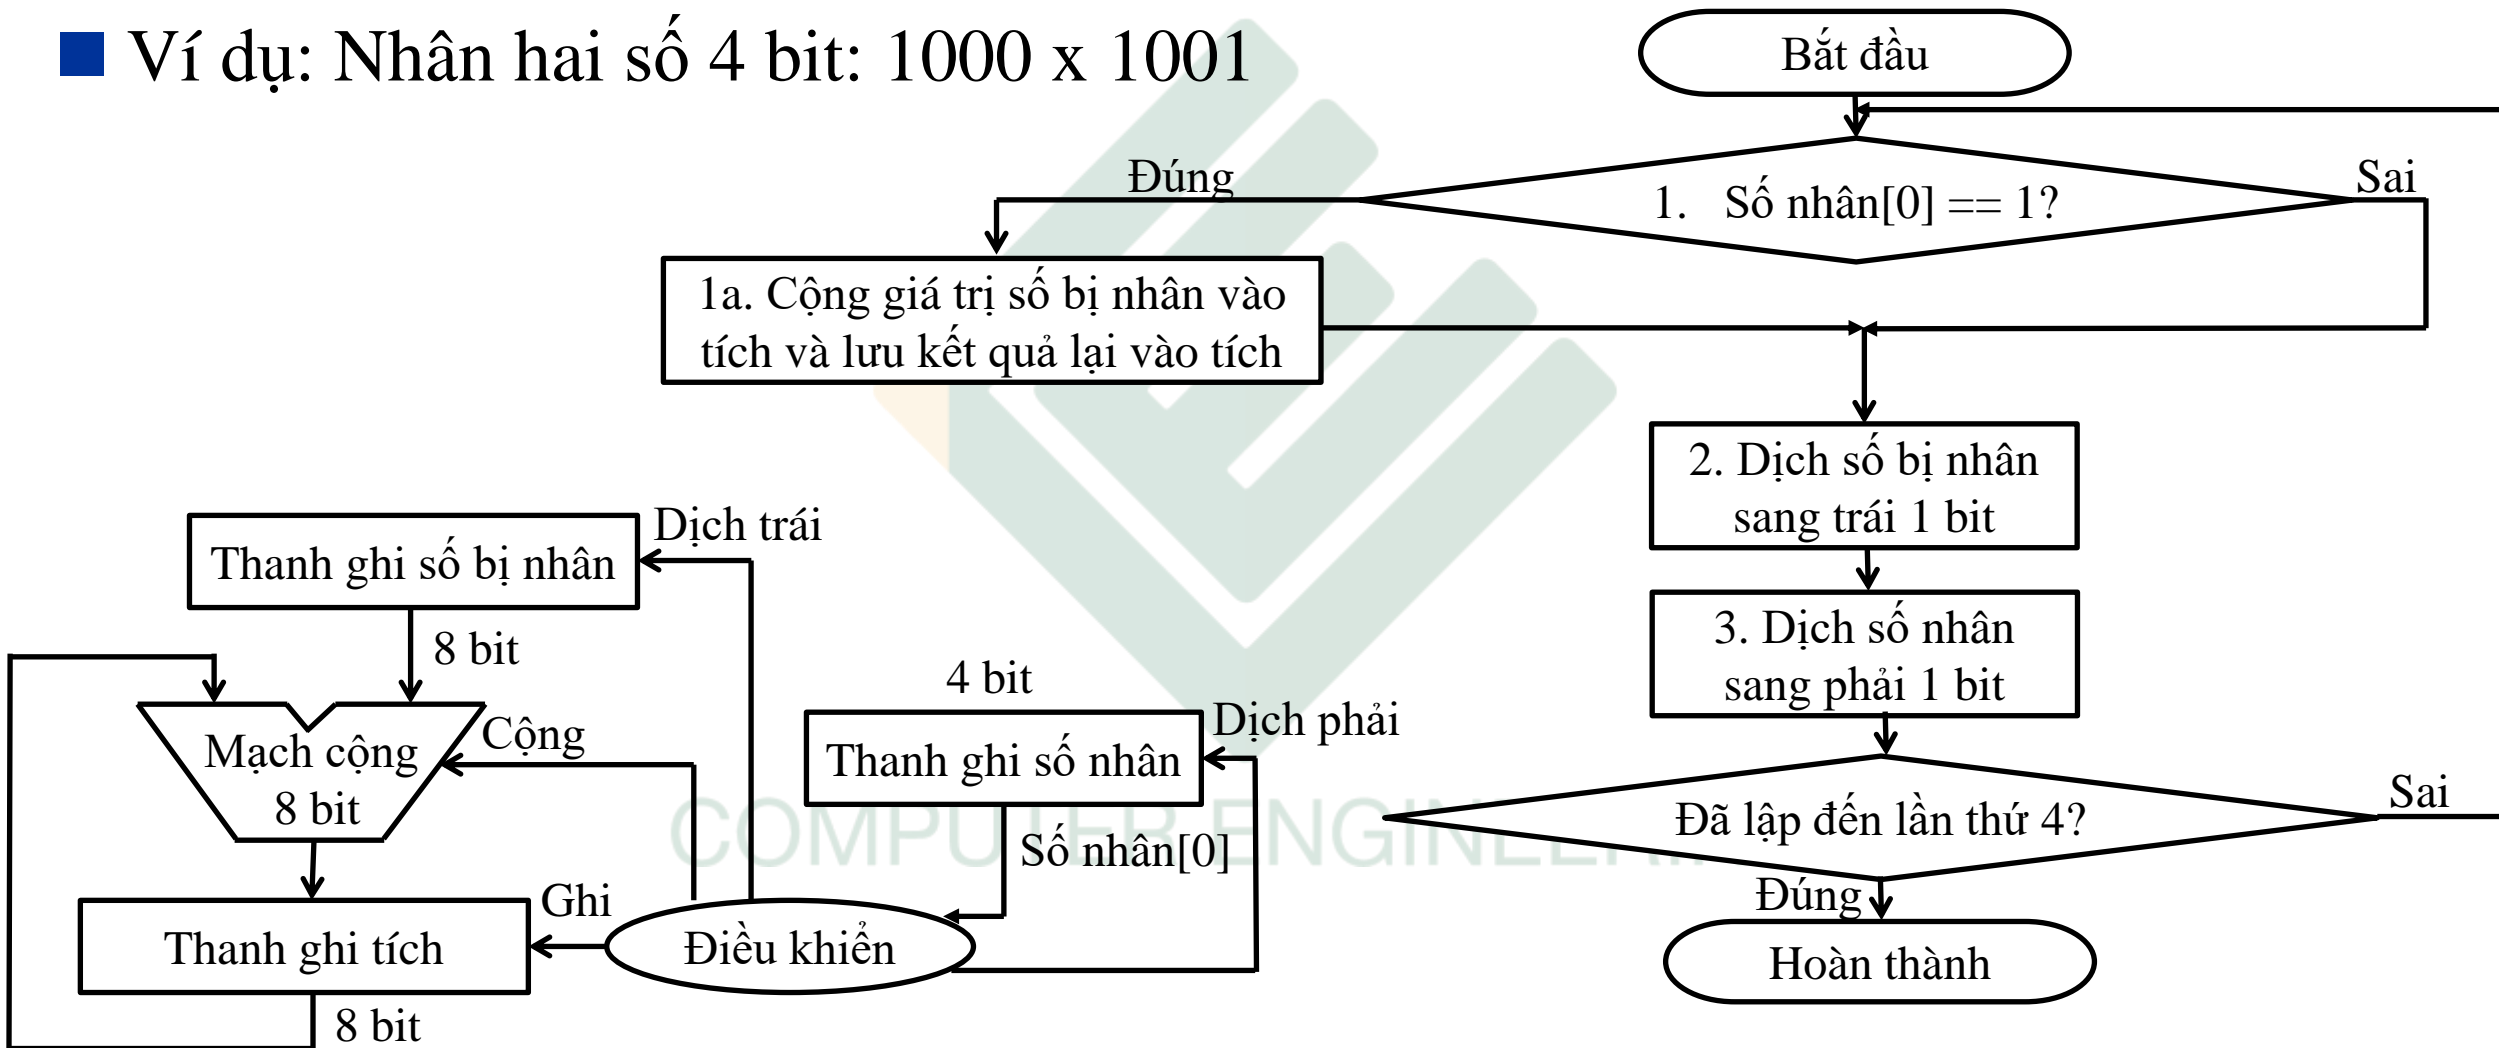 Ví dụ: Nhân hai số 4 bit: 1000 x 1001
Bắt đầu
1. Số nhân[0] == 1?
Đúng
Sai
1a. Cộng giá trị số bị nhân vào
tích và lưu kết quả lại vào tích
2. Dịch số bị nhân
sang trái 1 bit
3. Dịch số nhân
sang phải 1 bit
Đã lập đến lần thứ 4?
Sai
Đúng
Hoàn thành
Thanh ghi số bị nhân
Dịch trái
8 bit
Mạch cộng
8 bit
Cộng
4 bit
Thanh ghi số nhân
Dịch phải
Số nhân[0]
Ghi
Thanh ghi tích
Điều khiển
8 bit
COMPUTER ENGINEERING